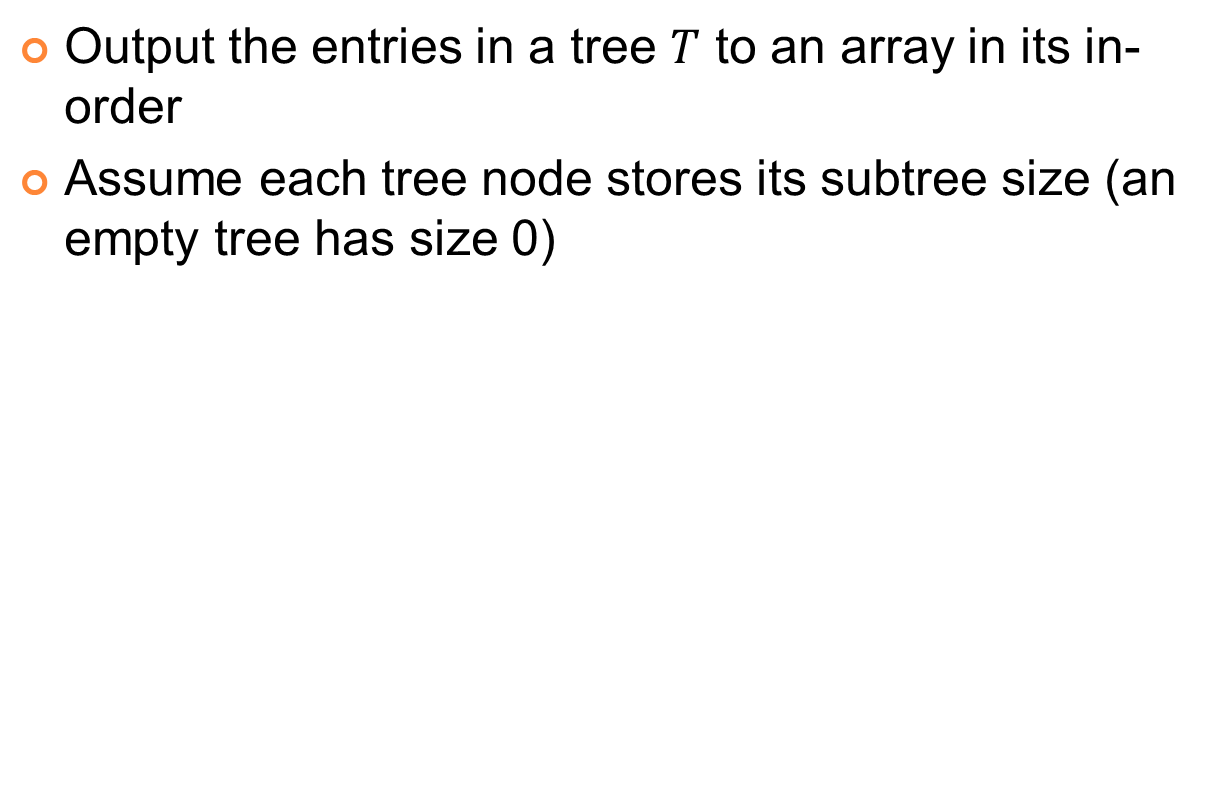 Output the entries in a tree T to an array in its in-
order
Assume each tree node stores its subtree size (an
empty tree has size 0)